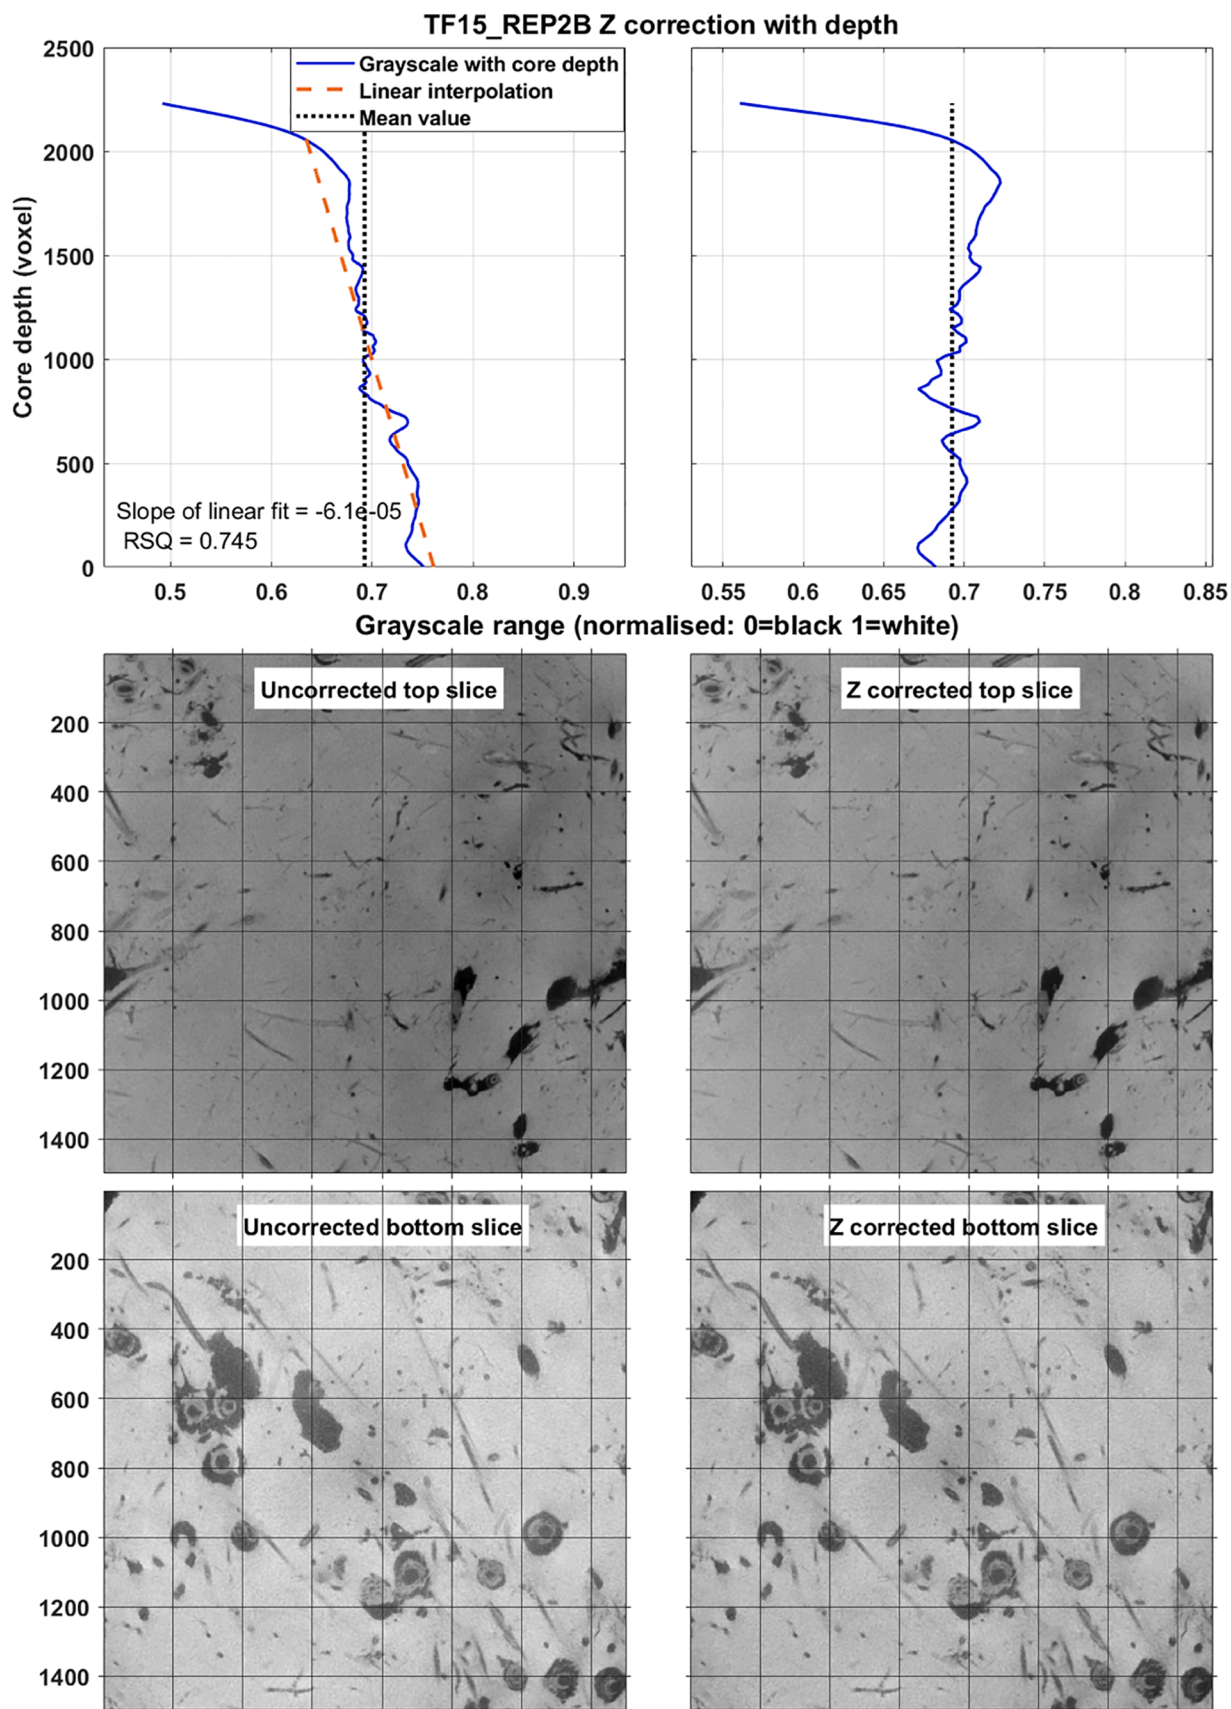 TF15_REP2B Z correction with depth
Grayscale with core depth
Linear interpolation
Mean value
Core depth (voxel)
2500
2000
1500
1000
500
0
Slope of linear fit = -6.1e-05
RSQ = 0.745
0.5 0.6 0.7 0.8 0.9
0.55 0.6 0.65 0.7 0.75 0.8 0.85
Grayscale range (normalised: 0=black 1=white)
Uncorrected top slice
Z corrected top slice
200
400
600
800
1000
1200
1400
Uncorrected bottom slice
Z corrected bottom slice
200
400
600
800
1000
1200
1400